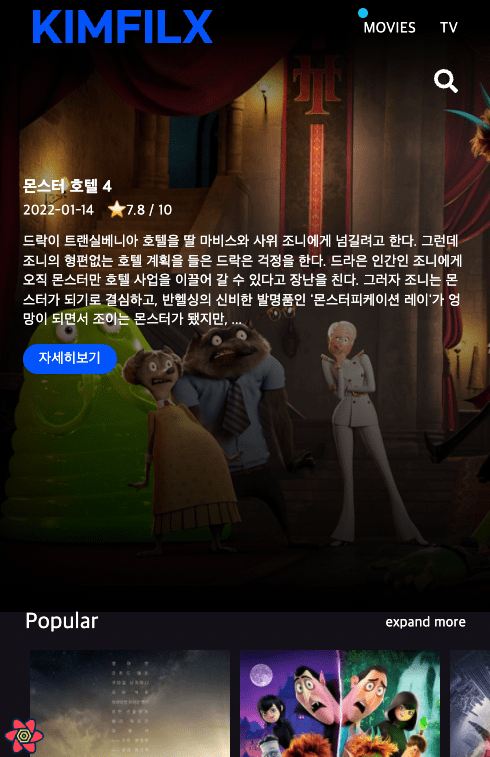 KIMFILX
MOVIES TV
몬스터 호텔 4
2022-01-14 ⭐7.8 / 10
드락이 트랜실베니아 호텔을 딸 마비스와 사위 조니에게 넘길려고 한다. 그런데
조니의 형편없는 호텔 계획을 들은 드락은 걱정을 한다. 드라은 인간인 조니에게
오직 몬스터만 호텔 사업을 이끌어 갈 수 있다고 장난을 친다. 그러자 조니는 몬
스터가 되기로 결심하고, 반헬싱의 신비한 발명품인 '몬스터피케이션 레이'가 엉
망이 되면서 조이는 몬스터가 됐지만, ...
자세히보기
Popular
expand more